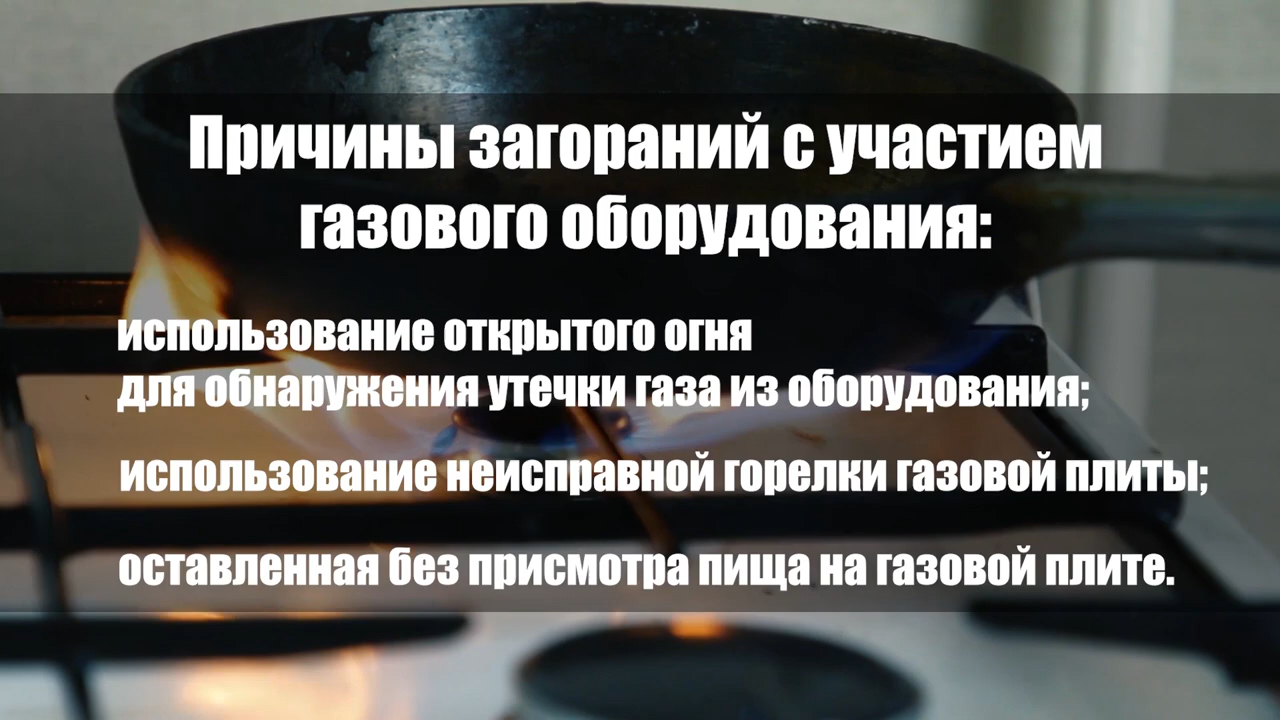 Причины загораний с участием
газового оборудования:
использование открытого огня
для обнаружения утечки газа из оборудования;
использование неисправной горелки газовой плиты;
оставленная без присмотра пища на газовой плите.